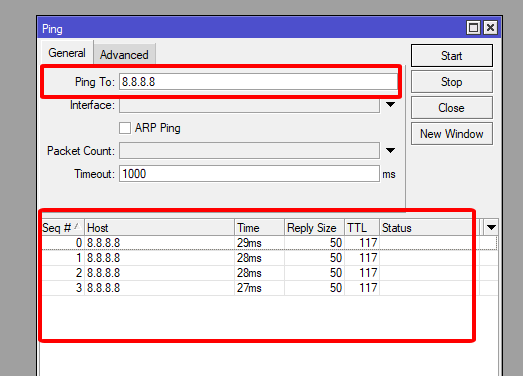 Ping
General Advanced
Start
Ping To: 8.8.8.8
Stop
Interface:
Close
ARP Ping
New Window
Packet Count:
Timeout: 1000 ms
Seq # Host Time Reply Size TTL Status
0 8.8.8.8 29ms 50 117
1 8.8.8.8 28ms 50 117
2 8.8.8.8 28ms 50 117
3 8.8.8.8 27ms 50 117